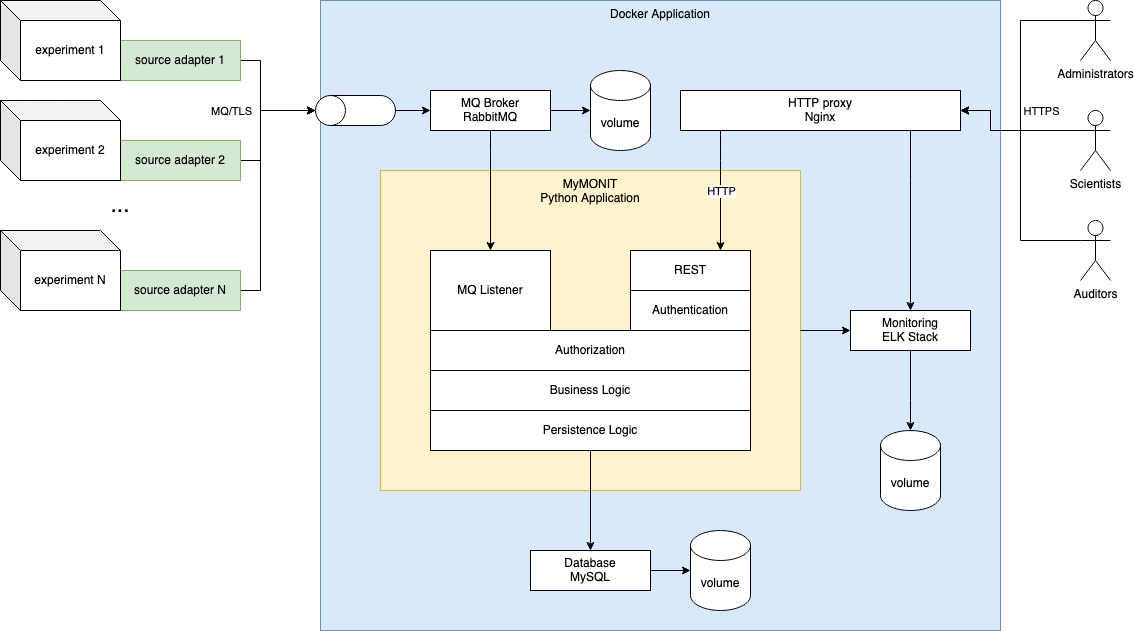 Docker Application
experiment 1
source adapter 1
MQ/TLS
experiment 2
source adapter 2
...
experiment N
source adapter N
MQ Broker
RabbitMQ
volume
HTTP proxy
Nginx
HTTPS
Administrators
Scientists
Auditors
MyMONIT
Python Application
HTTP
MQ Listener
REST
Authentication
Authorization
Business Logic
Persistence Logic
Monitoring
ELK Stack
volume
Database
MySQL
volume